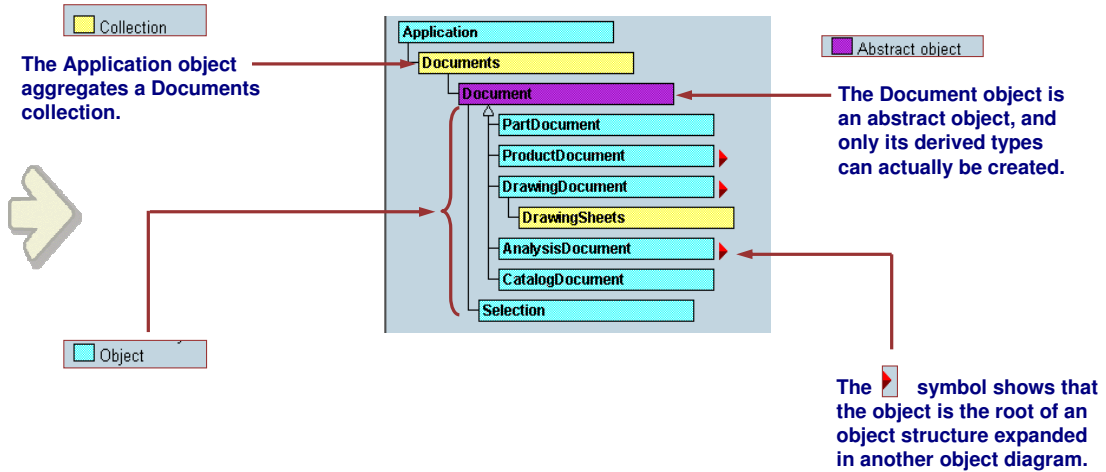 Collection
The Application object
aggregates a Documents
collection.
Application
Documents
Document
PartDocument
ProductDocument
DrawingDocument
DrawingSheets
AnalysisDocument
CatalogDocument
Selection
Abstract object
The Document object is
an abstract object, and
only its derived types
can actually be created.
Object
The symbol shows that
the object is the root of an
object structure expanded
in another object diagram.